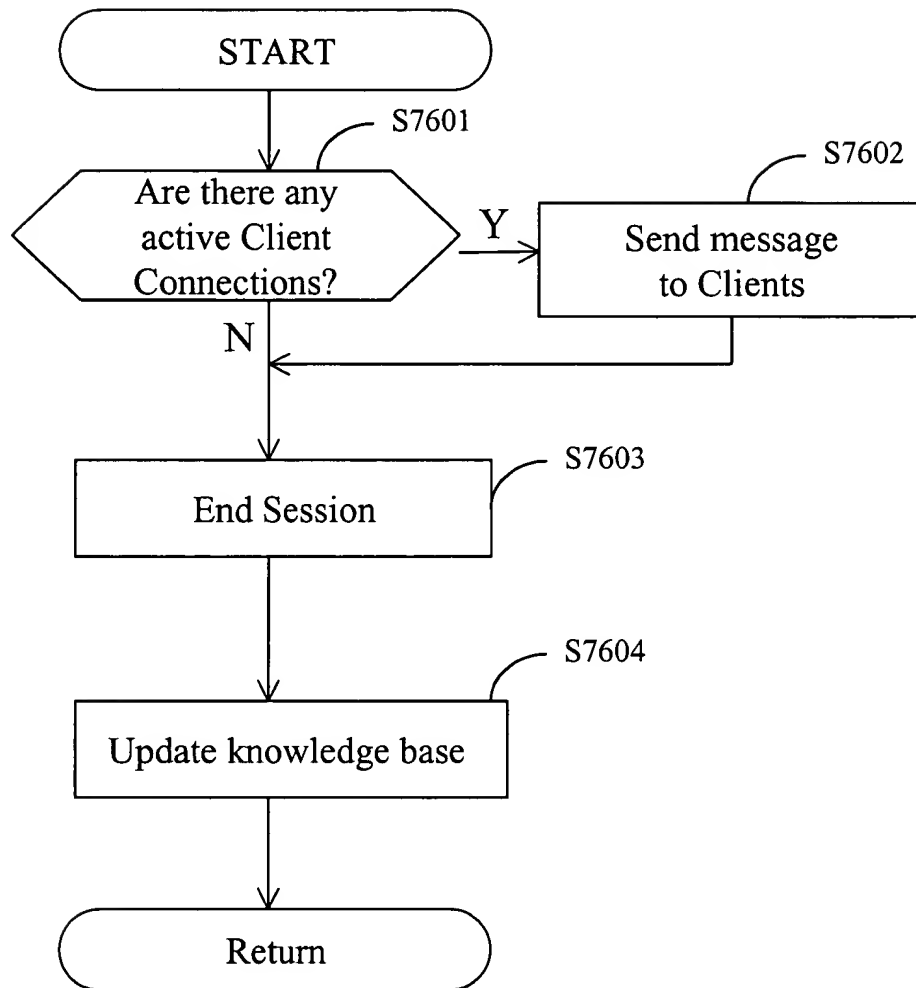 START
S7601
Are there any
active Client
Connections?
Y
S7602
Send message
to Clients
N
S7603
End Session
S7604
Update knowledge base
Return